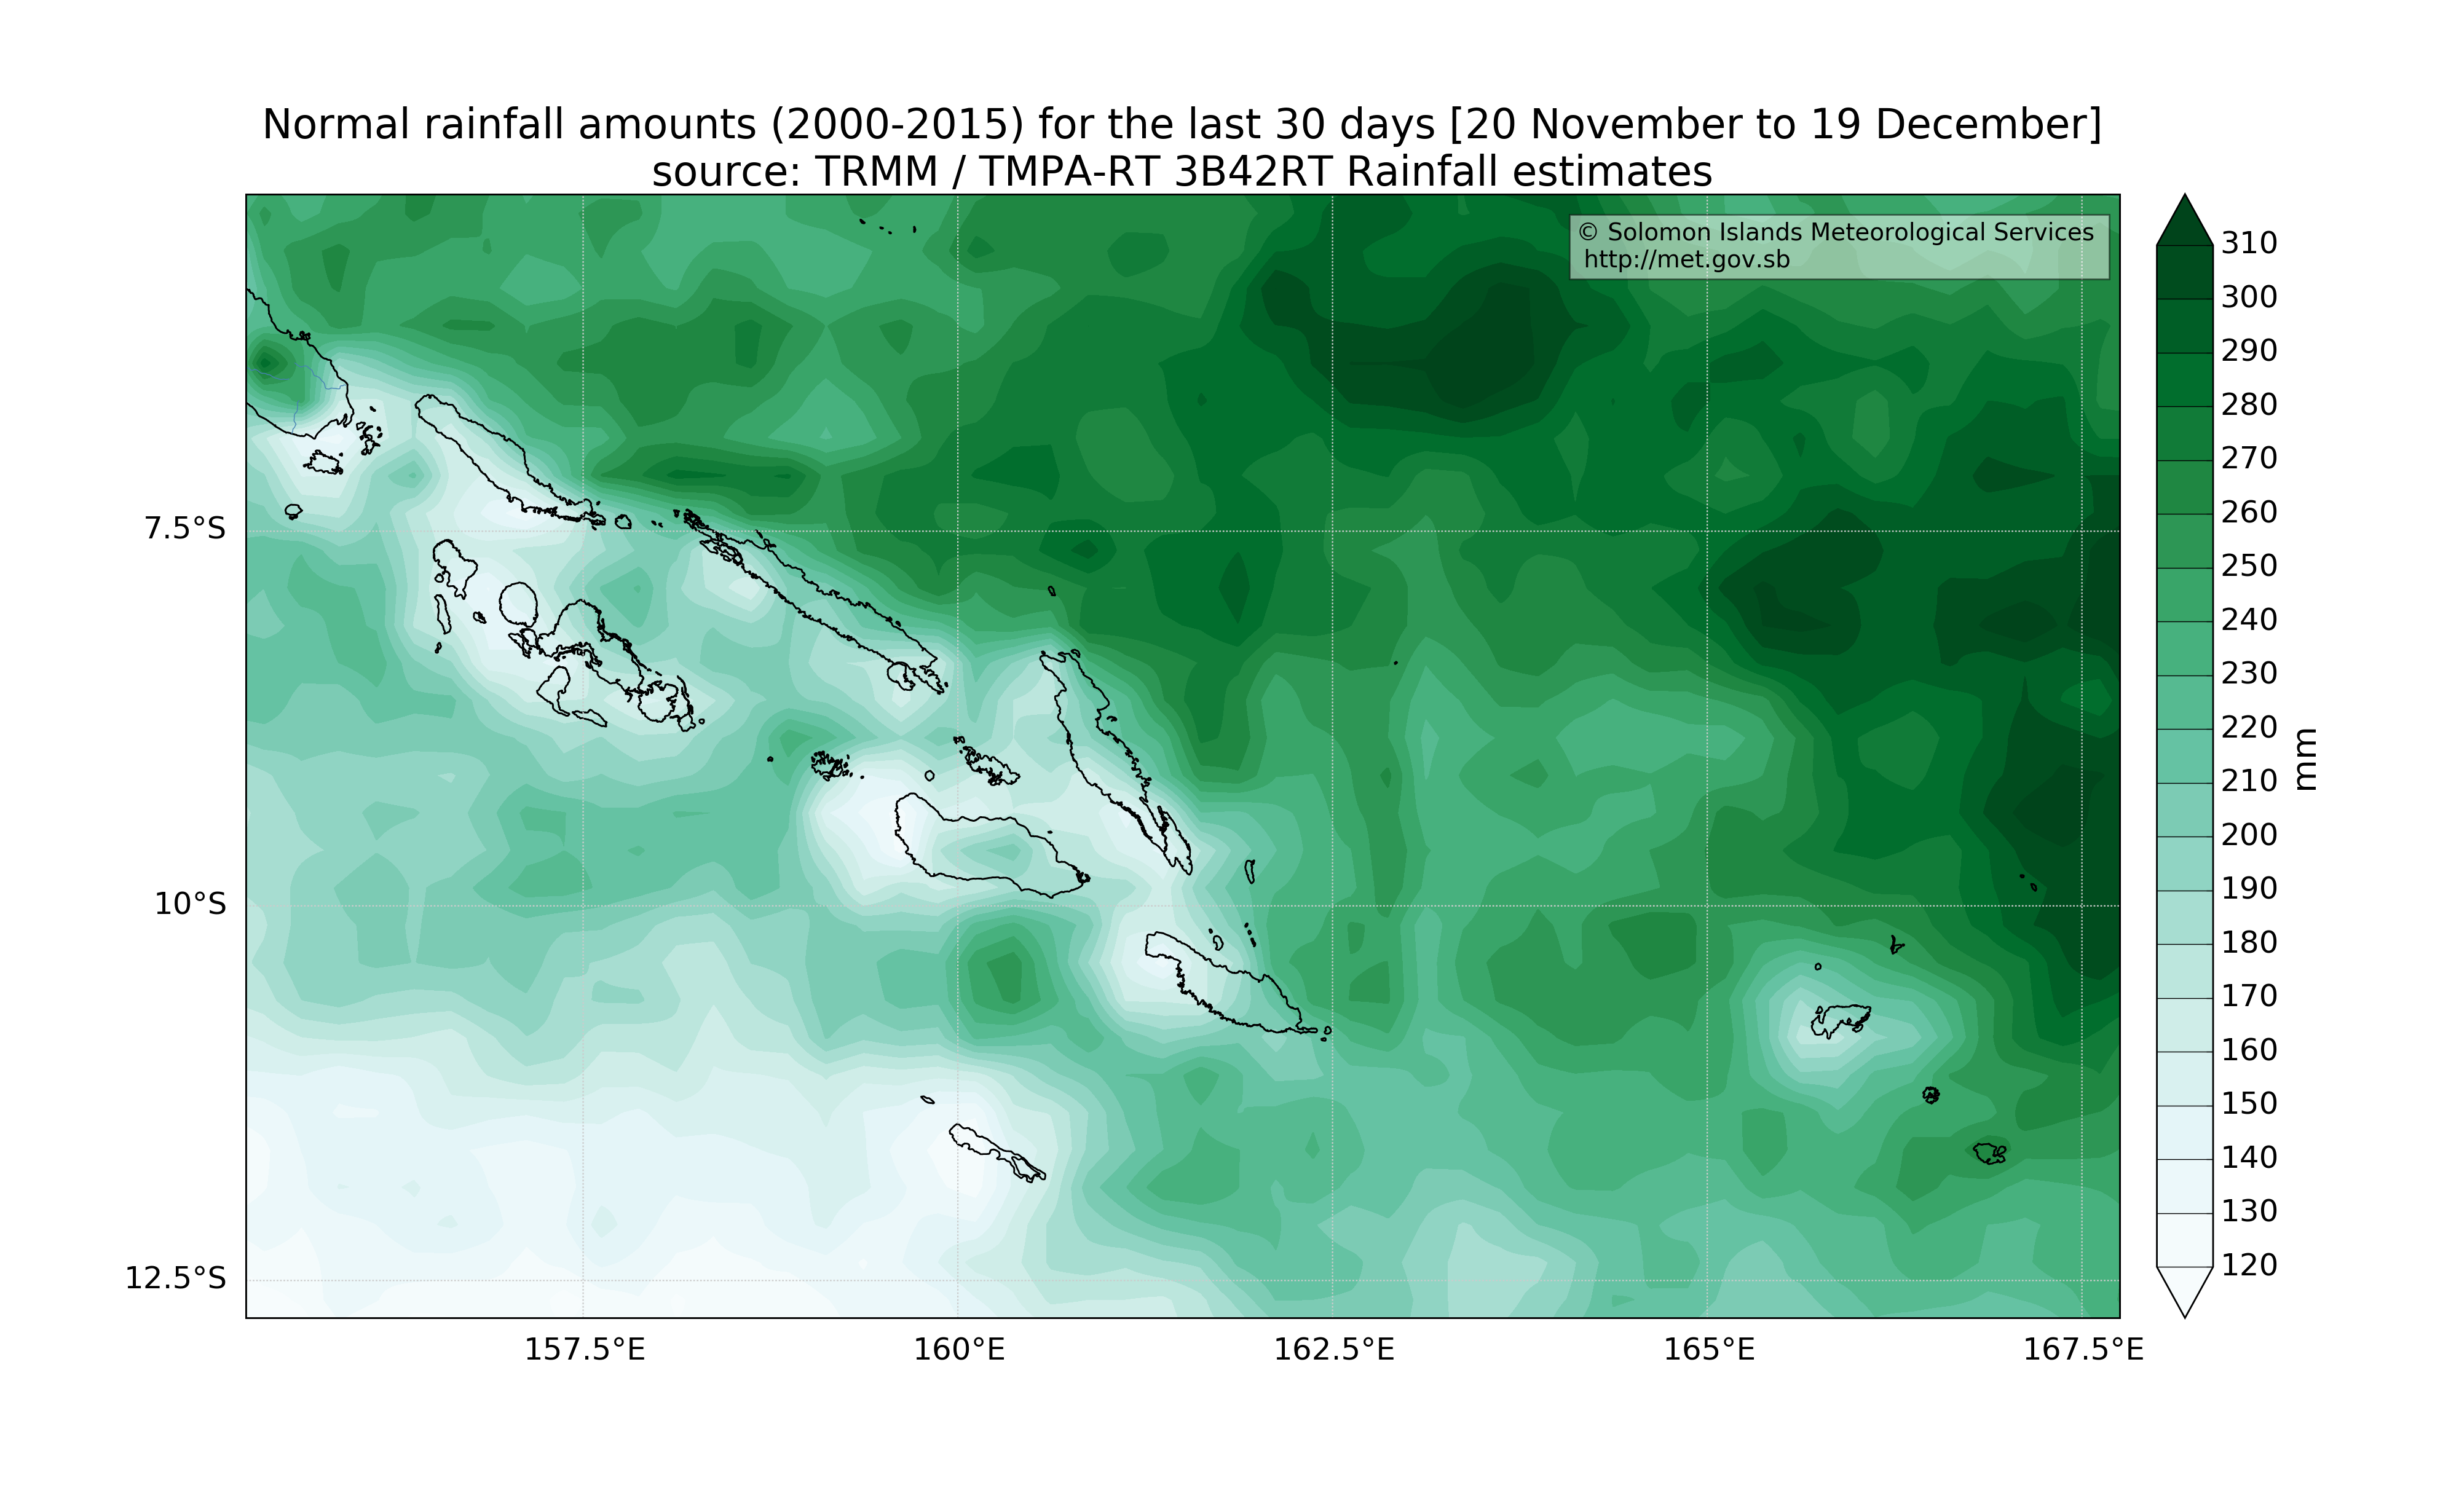 Normal rainfall amounts (2000-2015) for the last 30 days [20 November to 19 December]
source: TRMM / TMPA-RT 3B42RT Rainfall estimates
© Solomon Islands Meteorological Services
http://met.gov.sb
310
300
290
280
270
260
250
240
230
220
210
200
190
180
170
160
150
140
130
120
mm
7.5°S
10°S
12.5°S
157.5°E
160°E
162.5°E
165°E
167.5°E